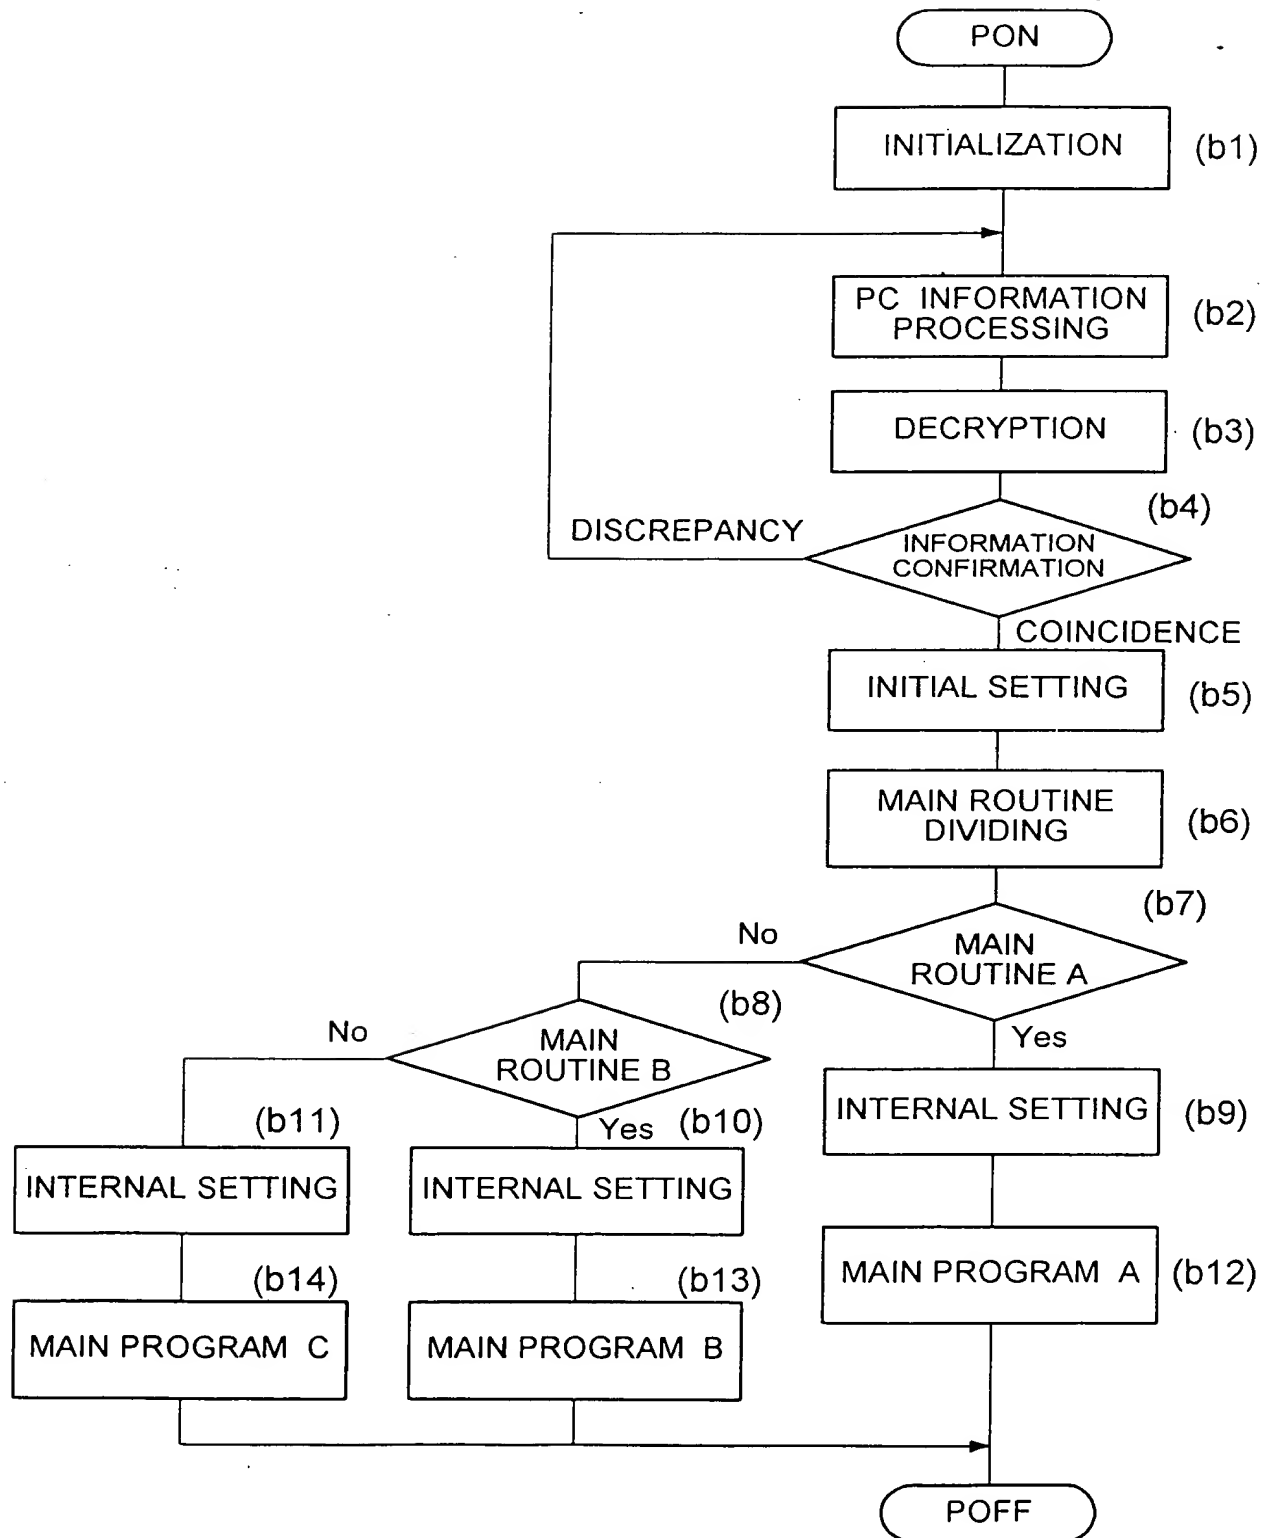 PON
INITIALIZATION
(b1)
PC INFORMATION
PROCESSING
(b2)
DECRYPTION
(b3)
(b4)
DISCREPANCY
INFORMATION
CONFIRMATION
COINCIDENCE
INITIAL SETTING
(b5)
MAIN ROUTINE
DIVIDING
(b6)
(b7)
No
MAIN
ROUTINE A
(b8)
No
MAIN
ROUTINE B
Yes
INTERNAL SETTING
(b9)
(b11)
Yes
(b10)
INTERNAL SETTING
INTERNAL SETTING
(b14)
(b13)
MAIN PROGRAM A
(b12)
MAIN PROGRAM C
MAIN PROGRAM B
POFF